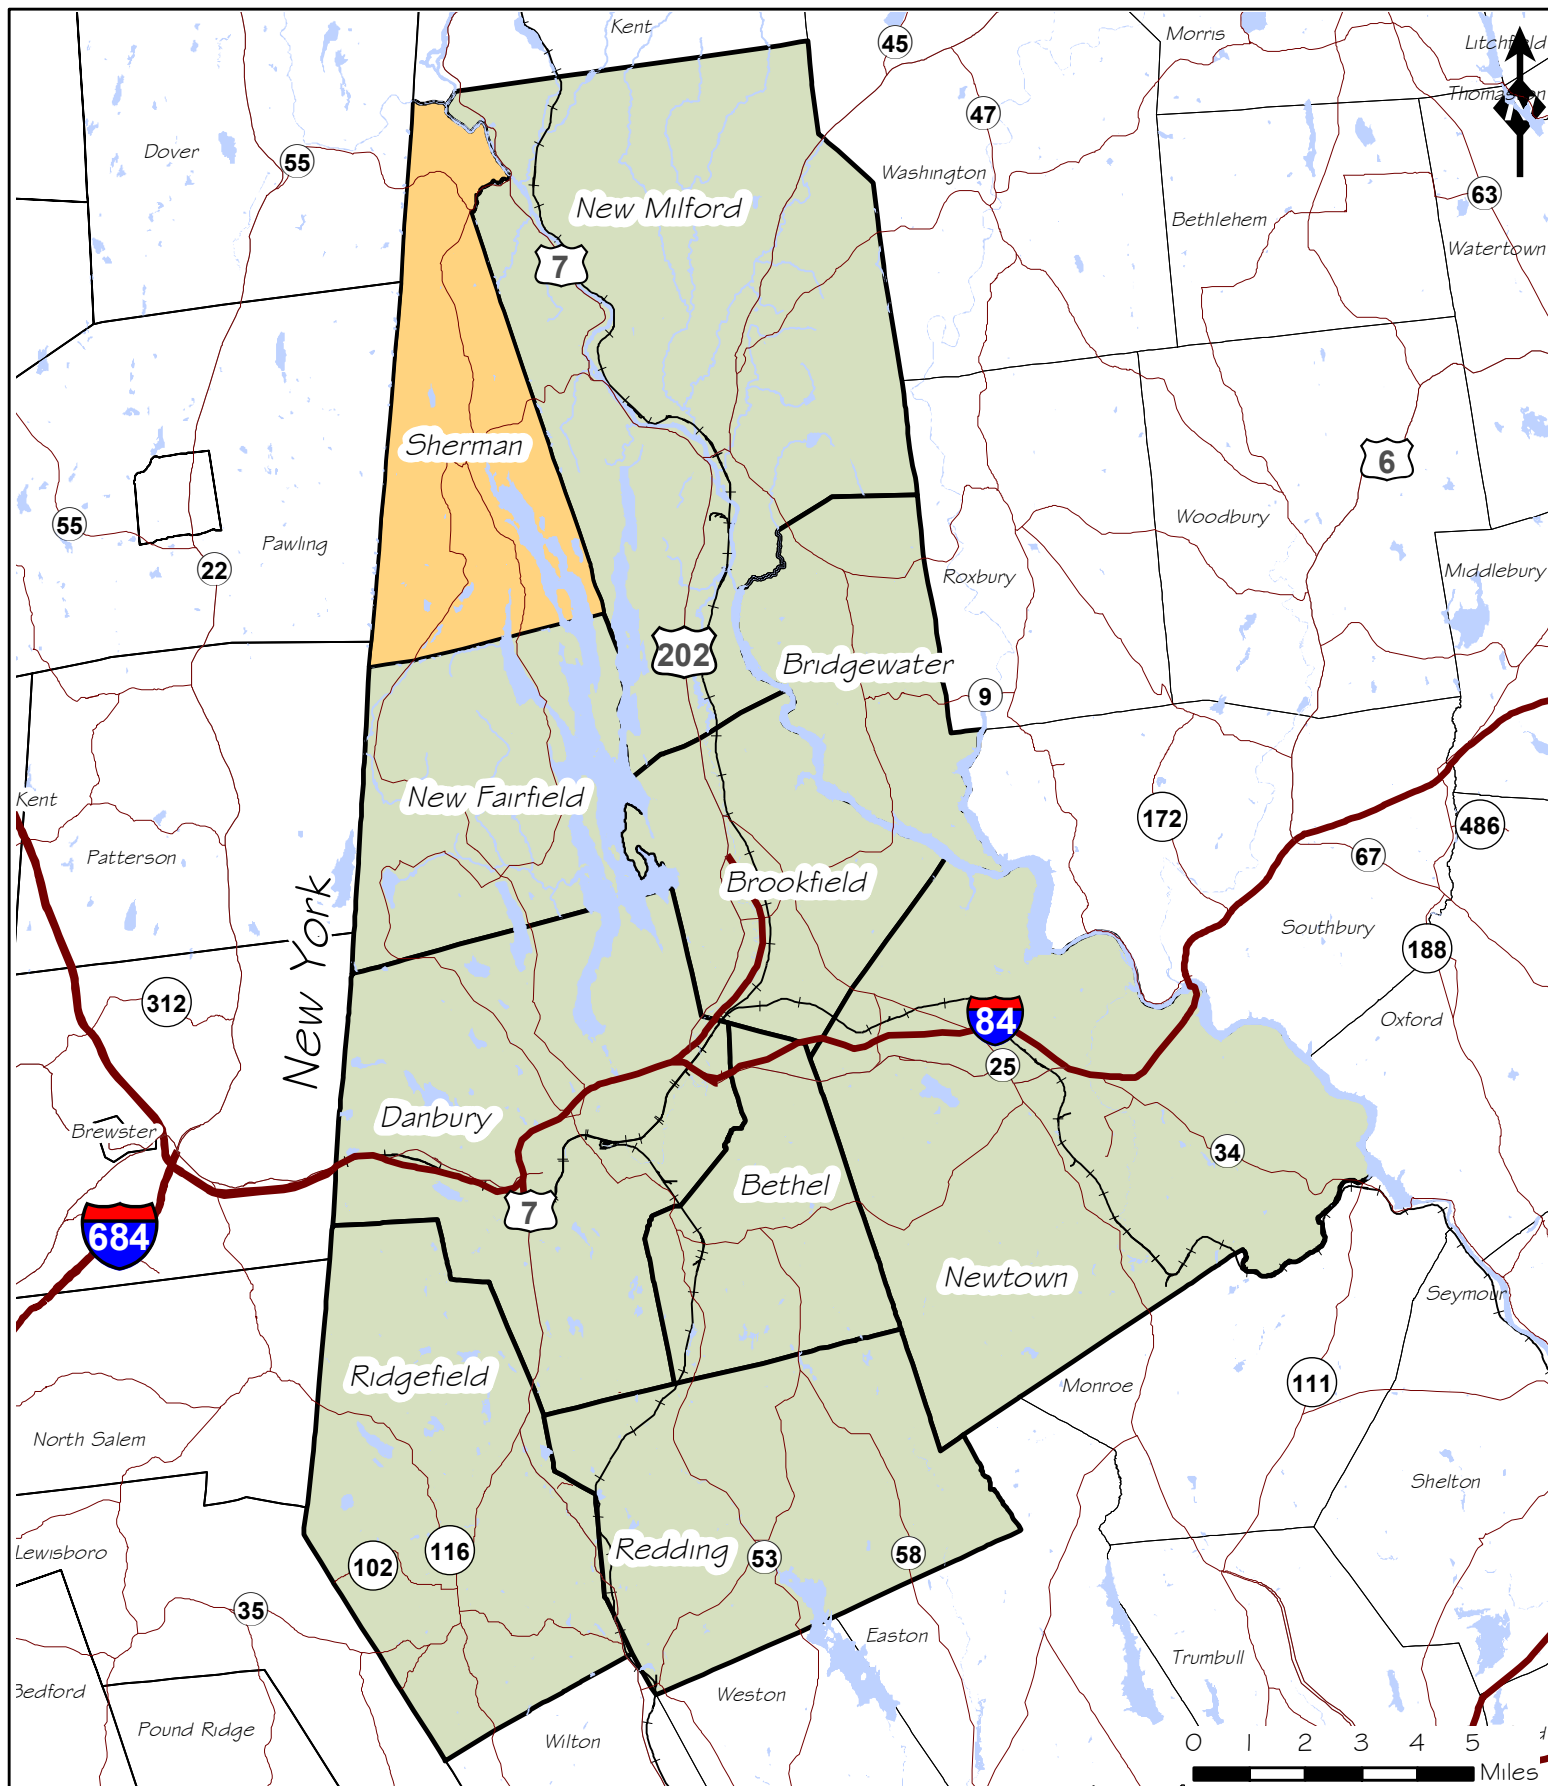 Kent
45
Morris
Litchfield
Thomaston
N
47
Dover
55
Washington
63
New Milford
Bethlehem
Watertown
7
Sherman
6
55
Pawling
22
Woodbury
Roxbury
Middlebury
202
Bridgewater
9
New Fairfield
Kent
172
486
Patterson
67
Brookfield
New York
Southbury
188
312
84
Oxford
25
Danbury
Brewster
34
Bethel
7
684
Newtown
Seymour
Ridgefield
Monroe
111
North Salem
Shelton
Lewisboro
102
116
Redding
53
58
35
Easton
Trumbull
Bedford
Weston
Pound Ridge
Wilton
0 1 2 3 4 5
Miles